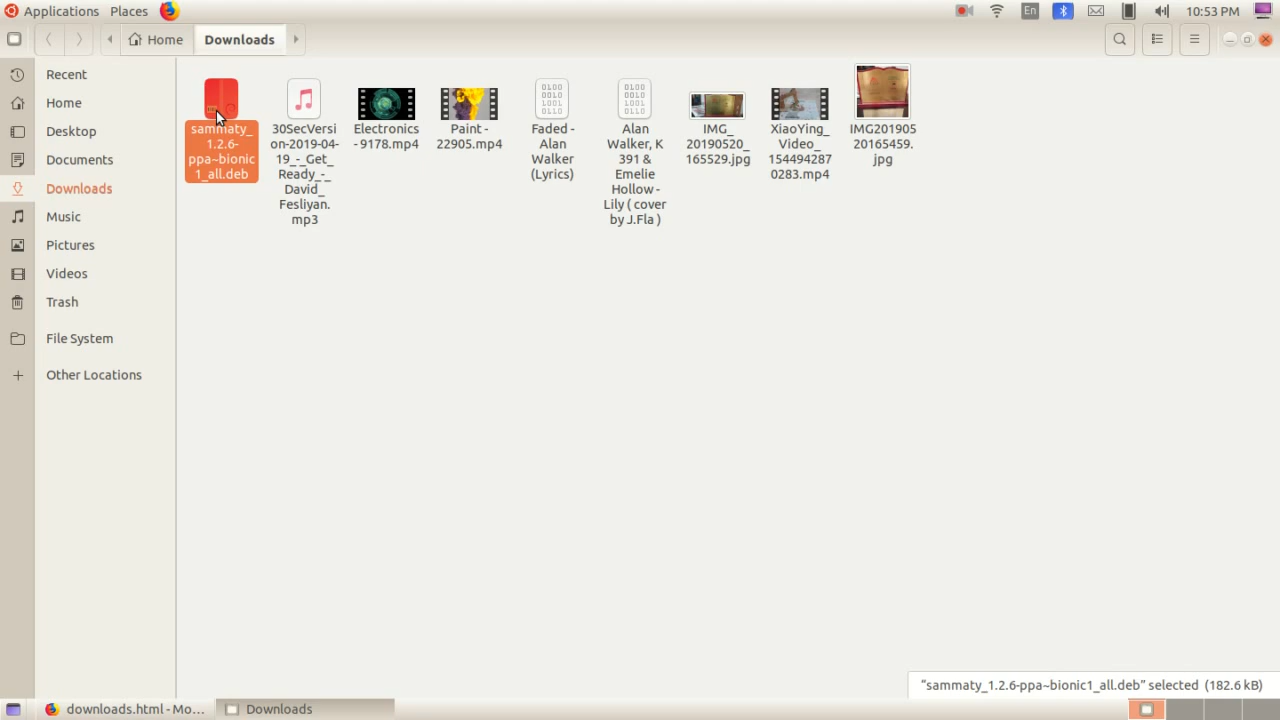 Applications Places
En
10:53 PM
Home
Downloads
Recent
Home
Desktop
Documents
Downloads
Music
Pictures
Videos
Trash
File System
Other Locations
sammaty_
1.2.6-
ppa~bionic
1_all.deb
30SecVersi
on-2019-04-
19_-_Get_
Ready_-_
David_
Fesliyan.
mp3
Electronics
- 9178.mp4
Paint -
22905.mp4
Faded -
Alan
Walker
(Lyrics)
Alan
Walker, K
391 &
Emelie
Hollow -
Lily ( cover
by J.Fla )
IMG_
20190520_
165529.jpg
XiaoYing_
Video_
154494287
0283.mp4
IMG201905
20165459.
jpg
"sammaty_1.2.6-ppa~bionic1_all.deb" selected (182.6 kB)
downloads.html - Mo...
Downloads